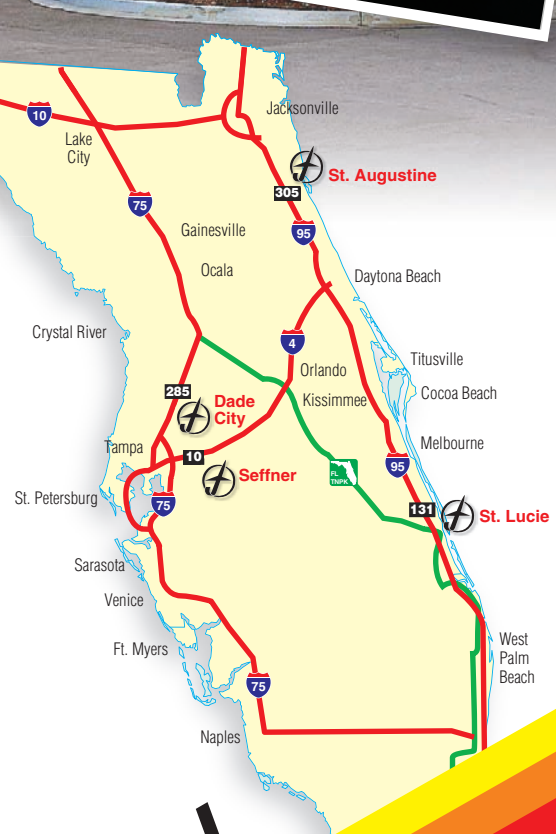 Jacksonville
10
Lake
City
St. Augustine
305
75
Gainesville
95
Ocala
Daytona Beach
Crystal River
4
Titusville
Orlando
285
Cocoa Beach
Kissimmee
Dade
City
Tampa
Melbourne
10
95
Seffner
FL
TNPK
St. Petersburg
75
131
St. Lucie
Sarasota
Venice
Ft. Myers
West
Palm
Beach
75
Naples